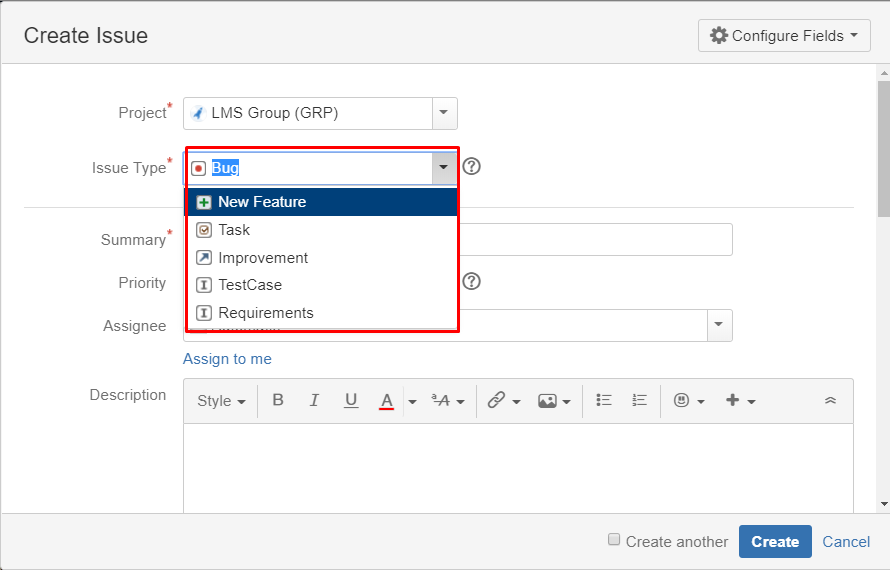 Create Issue
Configure Fields
Project*
LMS Group (GRP)
Issue Type*
Bug
New Feature
Task
Improvement
TestCase
Requirements
Summary*
Priority
Assignee
Assign to me
Description
Style
B I U A ªA
Create another
Create
Cancel